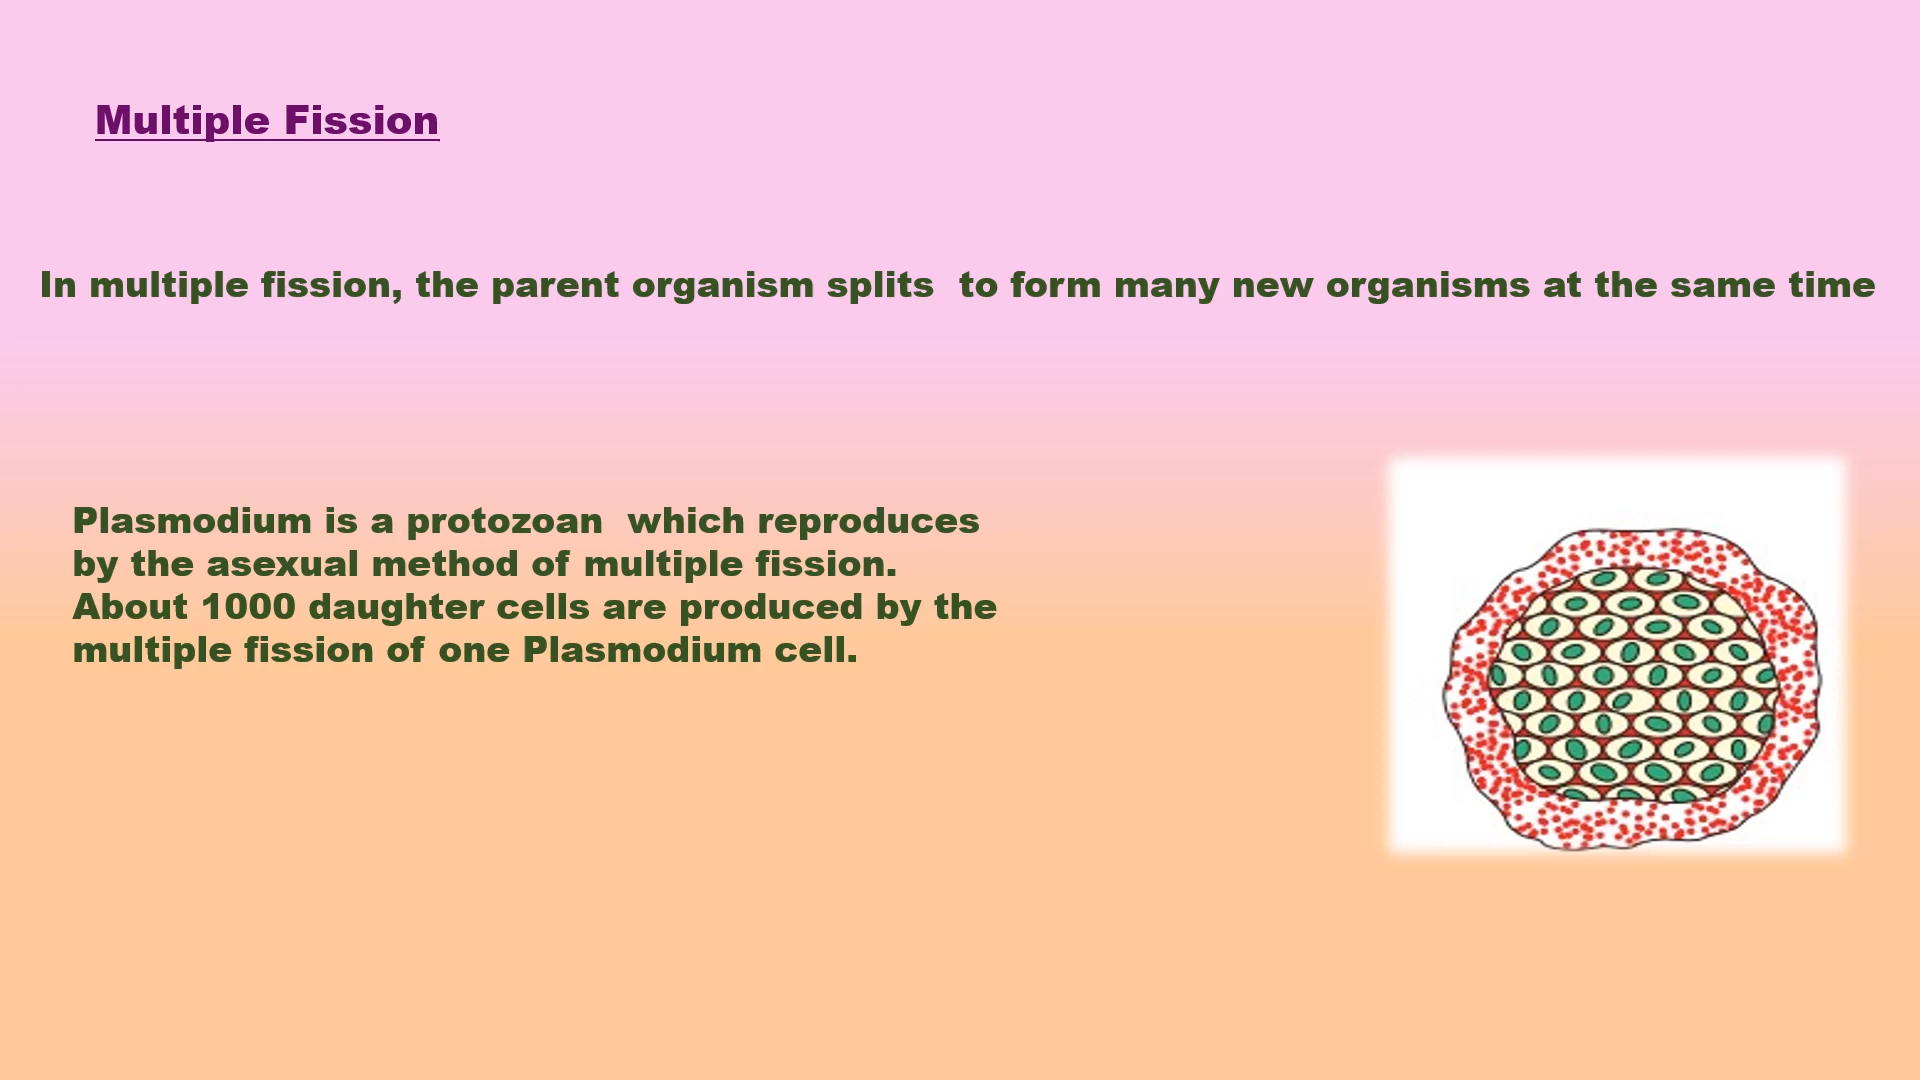 Multiple Fission
In multiple fission, the parent organism splits  to form many new organisms at the same time
Plasmodium is a protozoan  which reproduces
by the asexual method of multiple fission.
About 1000 daughter cells are produced by the
multiple fission of one Plasmodium cell.